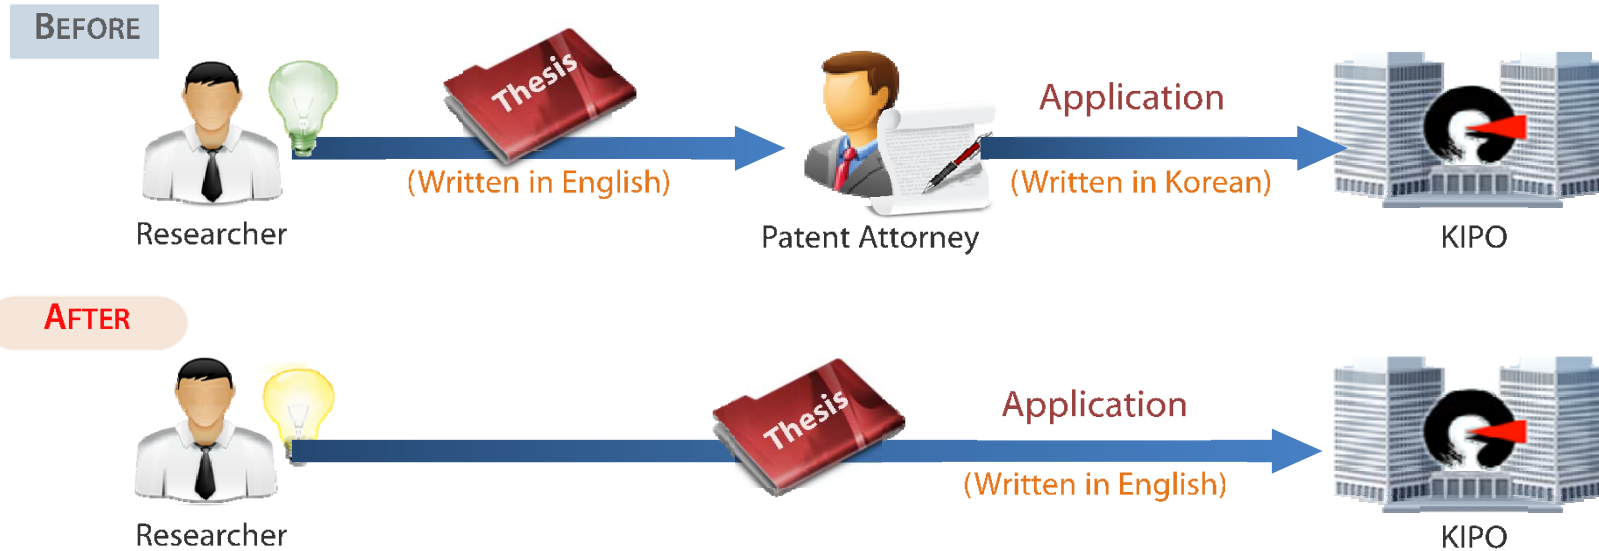 BEFORE
Thesis
Application
(Written in English)
(Written in Korean)
Researcher
Patent Attorney
KIPO
AFTER
Thesis
Application
(Written in English)
Researcher
KIPO